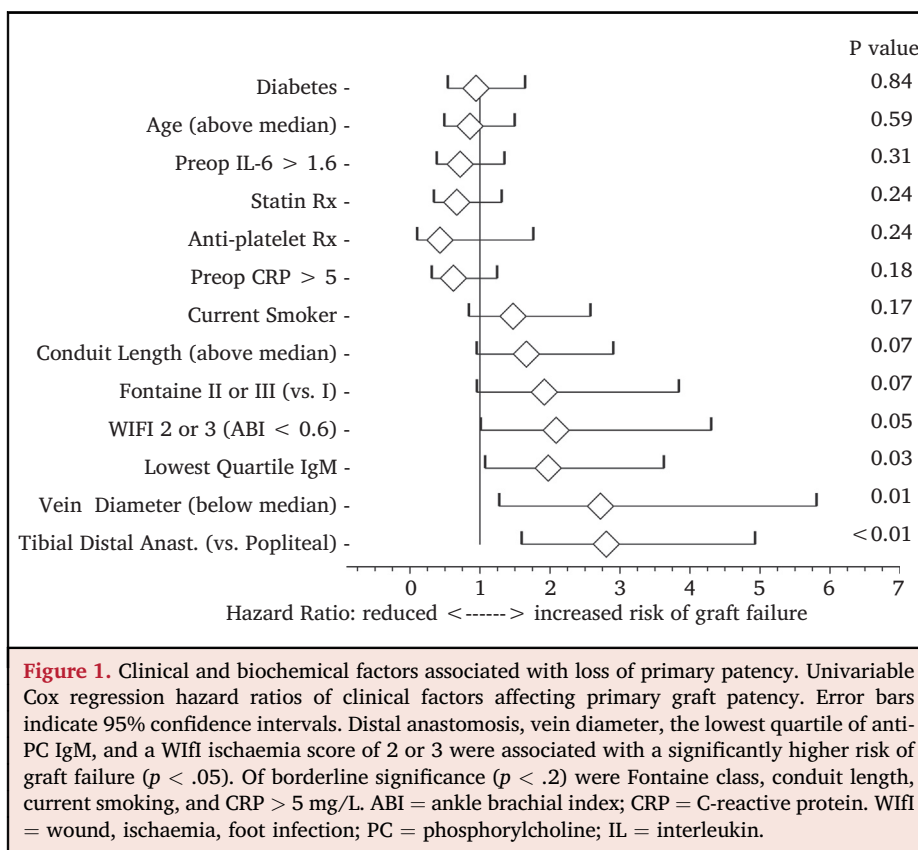 P value
Diabetes - 0.84
Age (above median) - 0.59
Preop IL-6 > 1.6 - 0.31
Statin Rx - 0.24
Anti-platelet Rx - 0.24
Preop CRP > 5 - 0.18
Current Smoker - 0.17
Conduit Length (above median) - 0.07
Fontaine II or III (vs. I) - 0.07
WIFI 2 or 3 (ABI < 0.6) - 0.05
Lowest Quartile IgM - 0.03
Vein Diameter (below median) - 0.01
Tibial Distal Anast. (vs. Popliteal) - <0.01
0 1 2 3 4 5 6 7
Hazard Ratio: reduced <------> increased risk of graft failure
Figure 1. Clinical and biochemical factors associated with loss of primary patency. Univariable
Cox regression hazard ratios of clinical factors affecting primary graft patency. Error bars
indicate 95% confidence intervals. Distal anastomosis, vein diameter, the lowest quartile of anti-
PC IgM, and a WIfI ischaemia score of 2 or 3 were associated with a significantly higher risk of
graft failure (p < .05). Of borderline significance (p < .2) were Fontaine class, conduit length,
current smoking, and CRP > 5 mg/L. ABI = ankle brachial index; CRP = C-reactive protein. WIfI
= wound, ischaemia, foot infection; PC = phosphorylcholine; IL = interleukin.